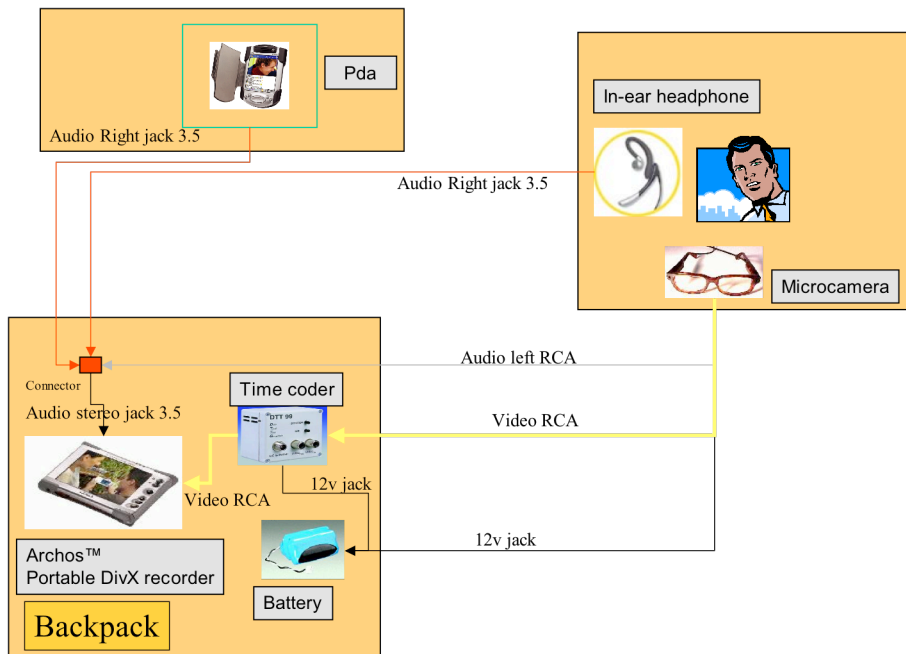 Pda
Audio Right jack 3.5
In-ear headphone
Audio Right jack 3.5
Microcamera
Audio left RCA
Connector
Time coder
Audio stereo jack 3.5
DTT 98
Video RCA
Video RCA
12v jack
12v jack
Archos™
Portable DivX recorder
Battery
Backpack